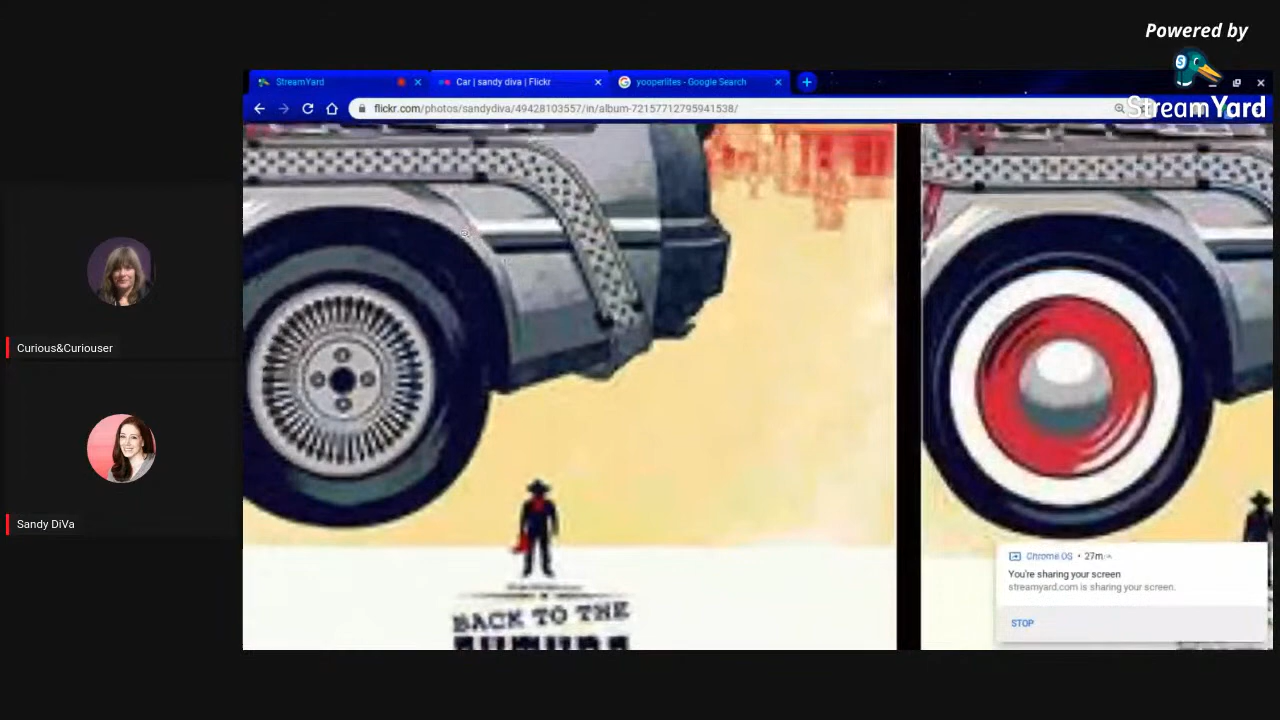 Powered by
StreamYard
StreamYard
Car | sandy diva | Flickr
yooperlites - Google Search
flickr.com/photos/sandydiva/49428103557/in/album-72157712795941538/
Curious&Curiouser
Sandy DiVa
BACK TO THE
FUTURE
Chrome OS • 27m
You're sharing your screen
streamyard.com is sharing your screen.
STOP